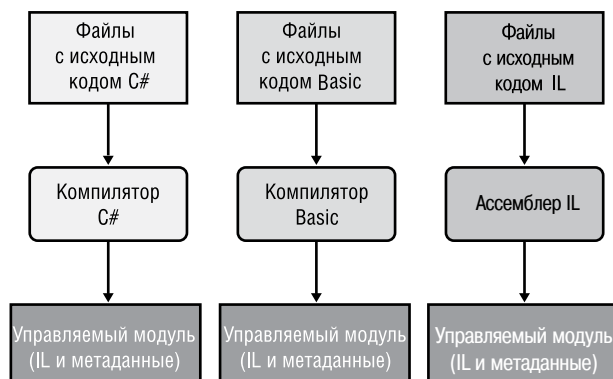 Файлы
с исходным
кодом C#
Файлы
с исходным
кодом Basic
Файлы
с исходным
кодом IL
Компилятор
C#
Компилятор
Basic
Ассемблер IL
Управляемый модуль
(IL и метаданные)
Управляемый модуль
(IL и метаданные)
Управляемый модуль
(IL и метаданные)